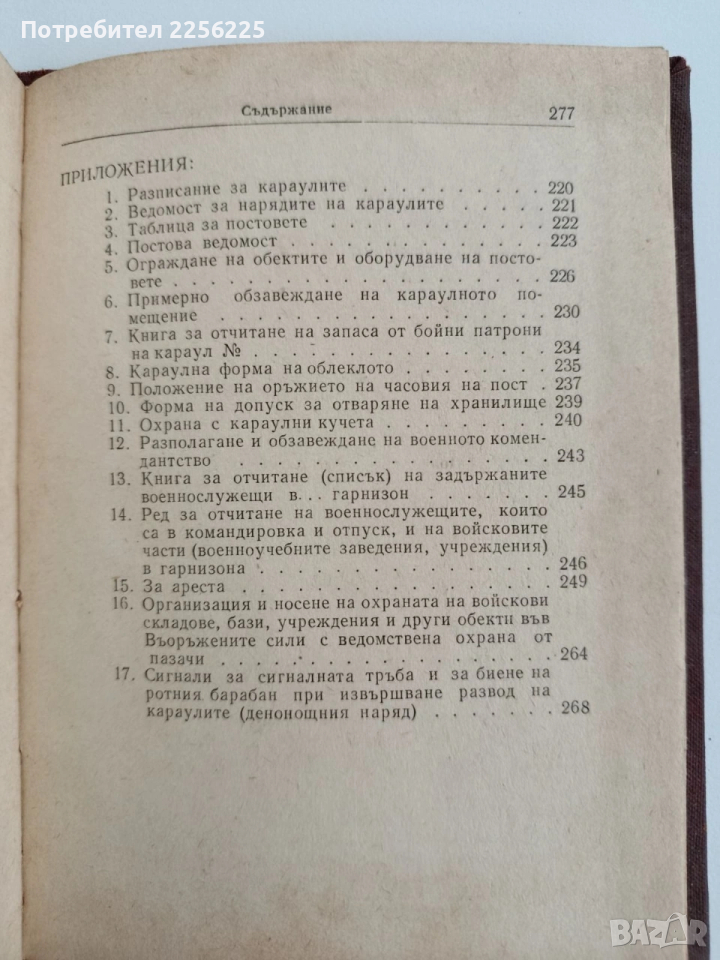 Потребител 2256225
Съдържание 277
ПРИЛОЖЕНИЯ:
1. Разписание за караулите . . . . . . . . . . 220
2. Ведомост за нарядите на караулите . . . . . 221
3. Таблица за постовете . . . . . . . . . . . 222
4. Постова ведомост . . . . . . . . . . . . . 223
5. Ограждане на обектите и оборудване на посто-
вете . . . . . . . . . . . . . . . . . 226
6. Примерно обзавеждане на караулното по-
мещение . . . . . . . . . . . . . . . 230
7. Книга за отчитане на запаса от бойни патрони
на караул № . . . . . . . . . . . . . 234
8. Караулна форма на облеклото . . . . . . . . 235
9. Положение на оръжието на часовия на пост . 237
10. Форма на допуск за отваряне на хранилище 239
11. Охрана с караулни кучета . . . . . . . . . 240
12. Разполагане и обзавеждане на военното комен-
дантство . . . . . . . . . . . . . . . 243
13. Книга за отчитане (списък) на задържаните
военнослужещи в... гарнизон . . . . . . . 245
14. Ред за отчитане на военнослужещите, които
са в командировка и отпуск, и на войсковите
части (военноучебните заведения, учреждения)
в гарнизона . . . . . . . . . . . . . . 246
15. За ареста . . . . . . . . . . . . . . . . 249
16. Организация и носене на охраната на войскови
складове, бази, учреждения и други обекти във
Въоръжените сили с ведомствена охрана от
пазачи . . . . . . . . . . . . . . . . 264
17. Сигнали за сигналната тръба и за биене на
ротния барабан при извършване развод на
караулите (денонощния наряд) . . . . . . . 268
BAZAR